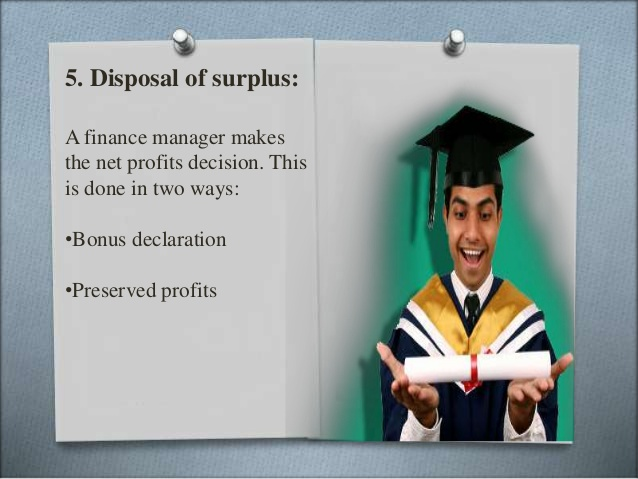 5. Disposal of surplus:
A finance manager makes
the net profits decision. This
is done in two ways:
•Bonus declaration
•Preserved profits